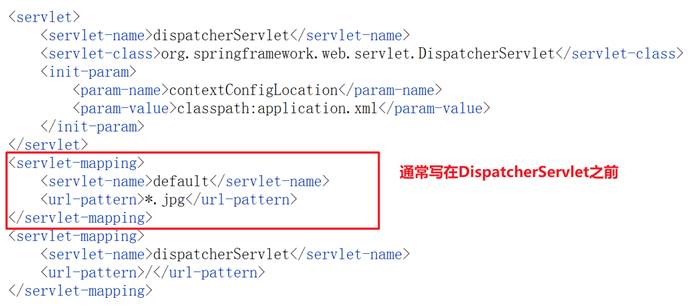 <servlet>
    <servlet-name>dispatcherServlet</servlet-name>
    <servlet-class>org.springframework.web.servlet.DispatcherServlet</servlet-class>
    <init-param>
        <param-name>contextConfigLocation</param-name>
        <param-value>classpath:application.xml</param-value>
    </init-param>
</servlet>
<servlet-mapping>
    <servlet-name>default</servlet-name>
    <url-pattern>*.jpg</url-pattern>
</servlet-mapping>
通常写在DispatcherServlet之前
<servlet-mapping>
    <servlet-name>dispatcherServlet</servlet-name>
    <url-pattern>/</url-pattern>
</servlet-mapping>